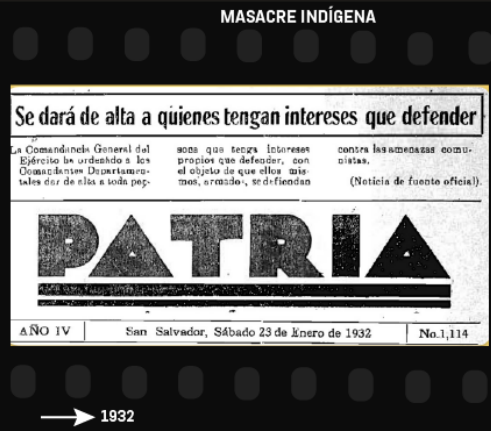 MASACRE INDÍGENA
Se dará de alta a quienes tengan intereses que defender
La Comandancia General del
Ejército ha ordenado a los
Comandantes Departamen-
tales dar de alta a toda per-
sona que tenga intereses
propios que defender, con
el objeto de que ellos mis-
mos, armados, se defiendan
contra las amenazas comu-
nistas.
(Noticia de fuente oficial).
PATRIA
AÑO IV
San Salvador, Sábado 23 de Enero de 1932
No.1,114
1932